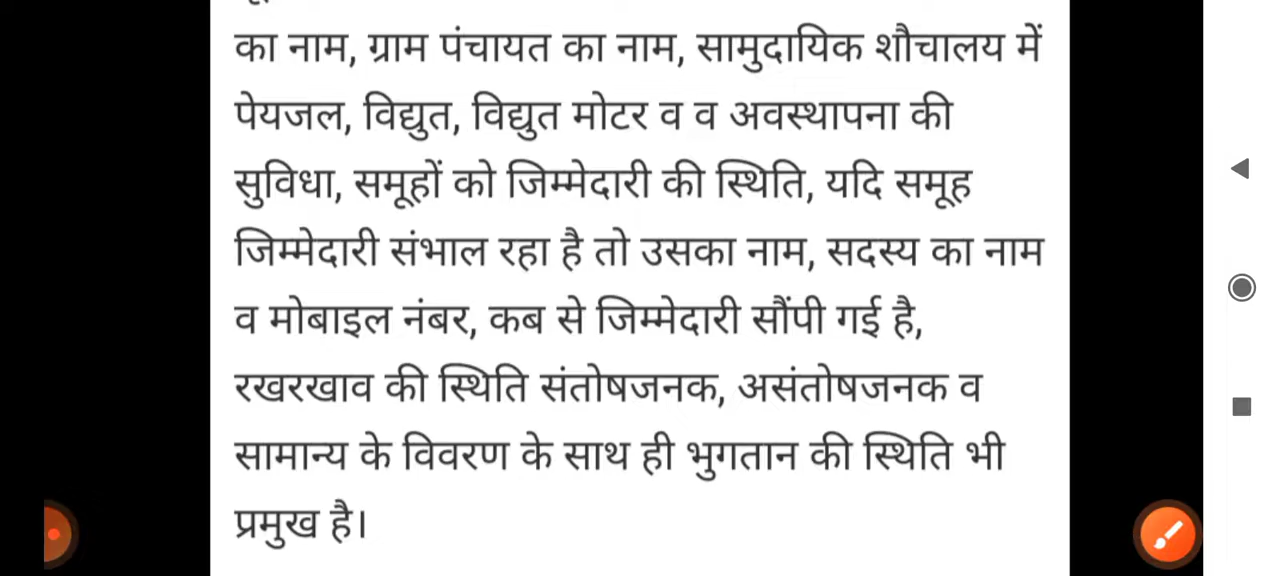 का नाम, ग्राम पंचायत का नाम, सामुदायिक शौचालय में
पेयजल, विद्युत, विद्युत मोटर व व अवस्थापना की
सुविधा, समूहों को जिम्मेदारी की स्थिति, यदि समूह
जिम्मेदारी संभाल रहा है तो उसका नाम, सदस्य का नाम
व मोबाइल नंबर, कब से जिम्मेदारी सौंपी गई है,
रखरखाव की स्थिति संतोषजनक, असंतोषजनक व
सामान्य के विवरण के साथ ही भुगतान की स्थिति भी
प्रमुख है।